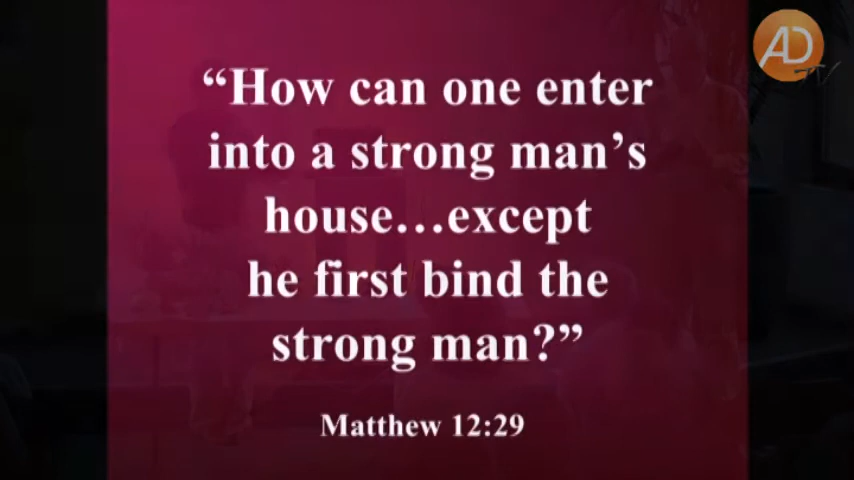 AD
TV
“How can one enter
into a strong man’s
house…except
he first bind the
strong man?”
Matthew 12:29